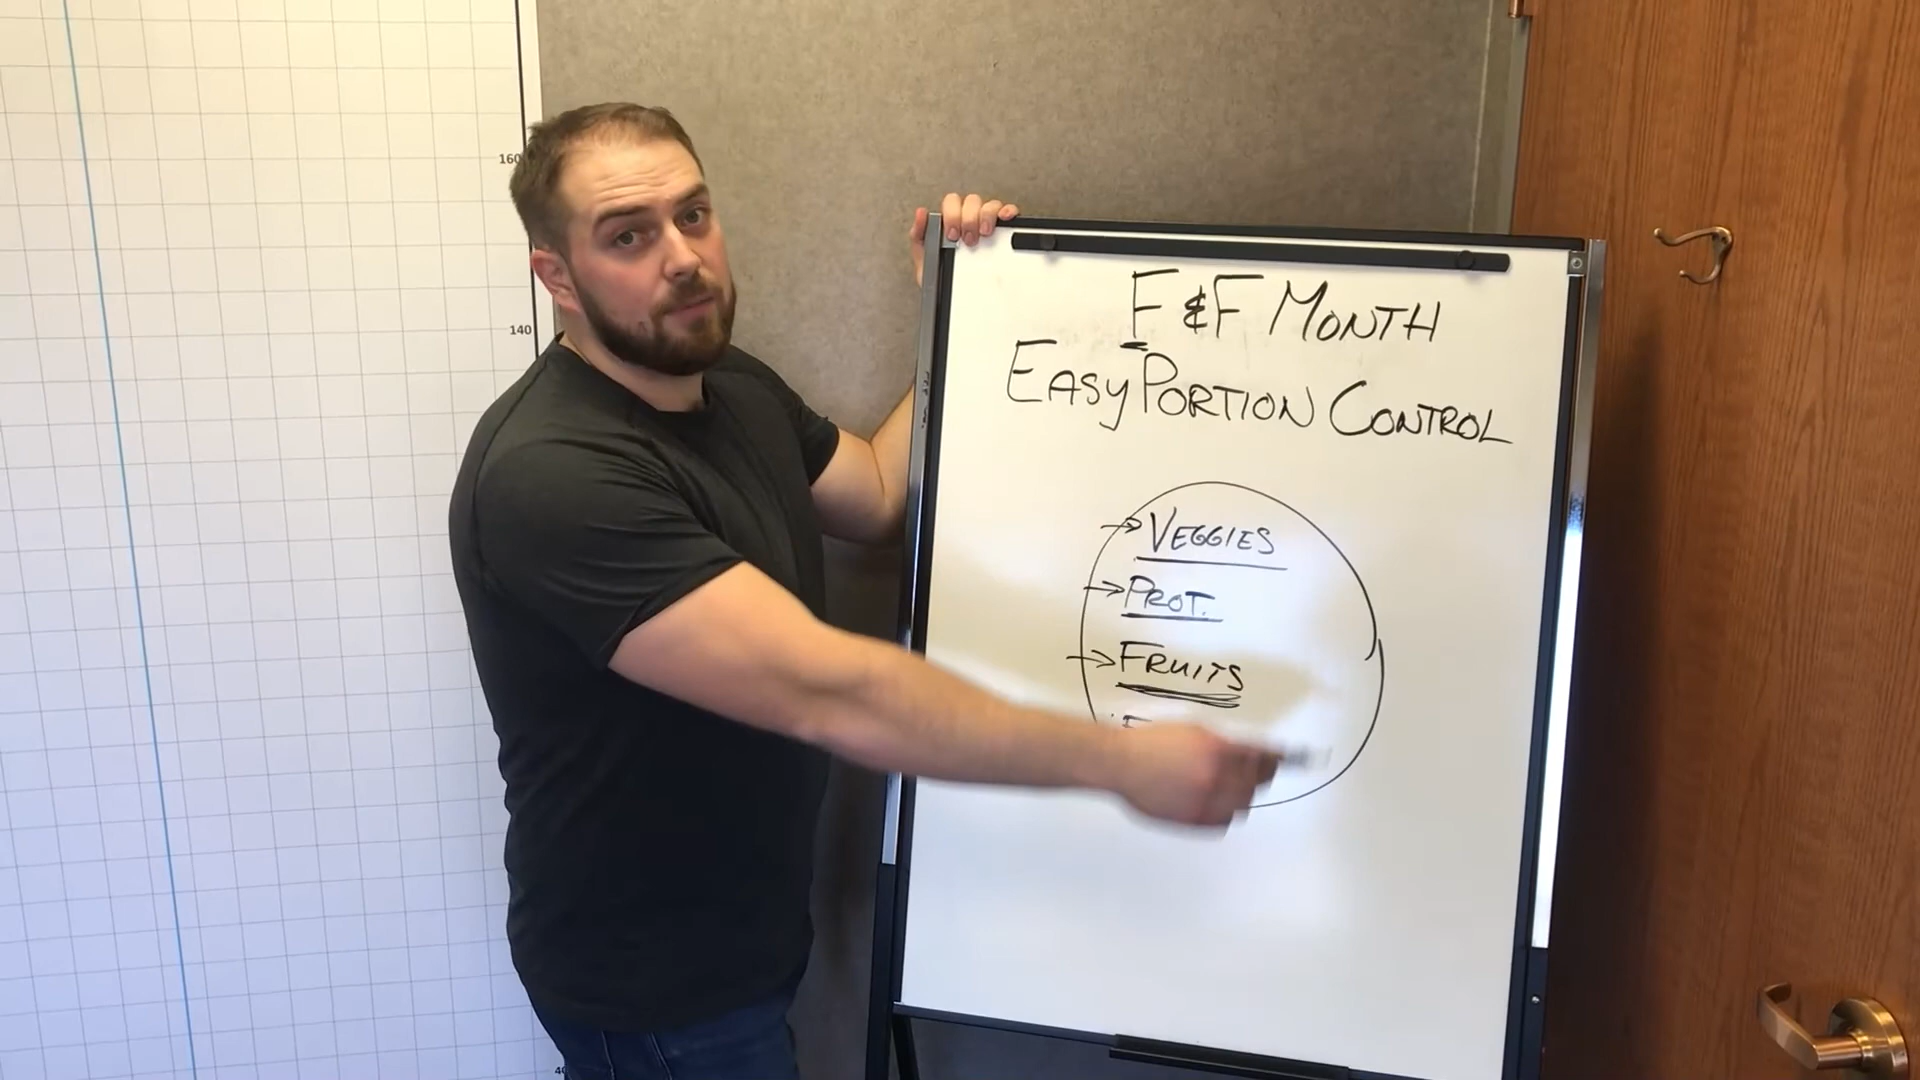 160
140
F & F MONTH
EASY PORTION CONTROL
VEGGIES
PROT.
FRUITS